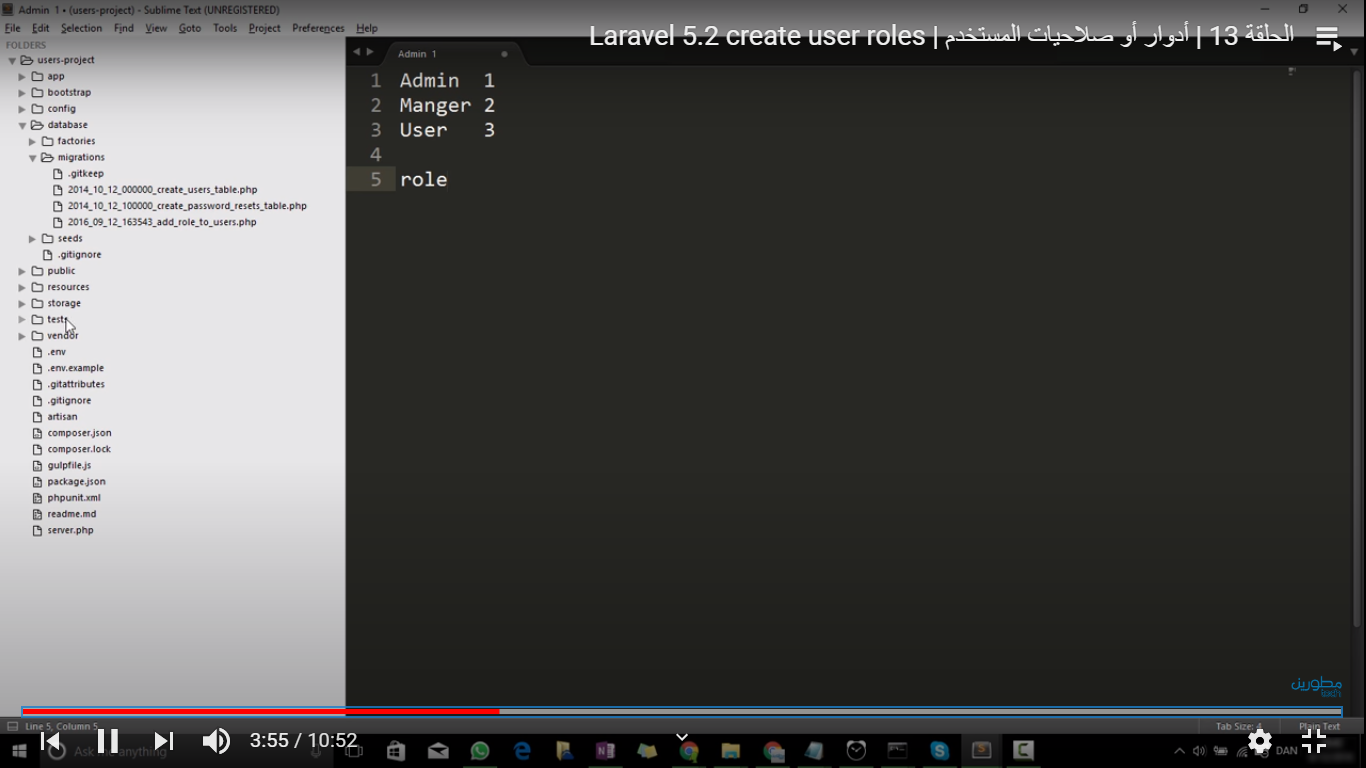 Admin 1 • (users-project) - Sublime Text (UNREGISTERED)
File Edit Selection Find View Goto Tools Project Preferences Help
Laravel 5.2 create user roles | الحلقة 13 | أدوار أو صلاحيات المستخدم
FOLDERS
users-project
app
bootstrap
config
database
factories
migrations
.gitkeep
2014_10_12_000000_create_users_table.php
2014_10_12_100000_create_password_resets_table.php
2016_09_12_163543_add_role_to_users.php
seeds
.gitignore
public
resources
storage
tests
vendor
.env
.env.example
.gitattributes
.gitignore
artisan
composer.json
composer.lock
gulpfile.js
package.json
phpunit.xml
readme.md
server.php
Admin 1
1 Admin 1
2 Manger 2
3 User 3
4
5 role
مطورين
Line 5, Column 5
Tab Size: 4 Plain Text
3:55 / 10:52
Ask me anything
DAN